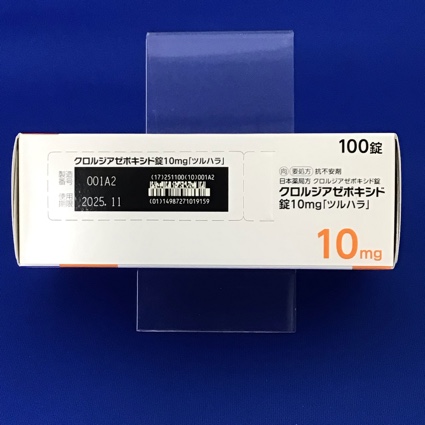 100錠
クロルジアゼポキシド錠10mg「ツルハラ」
製造番号 001A2
(17)251100(10)001A2
使用期限 2025.11
(01)14987271019159
向 要処方 抗不安剤
日本薬局方 クロルジアゼポキシド錠
クロルジアゼポキシド
錠10mg「ツルハラ」
10mg